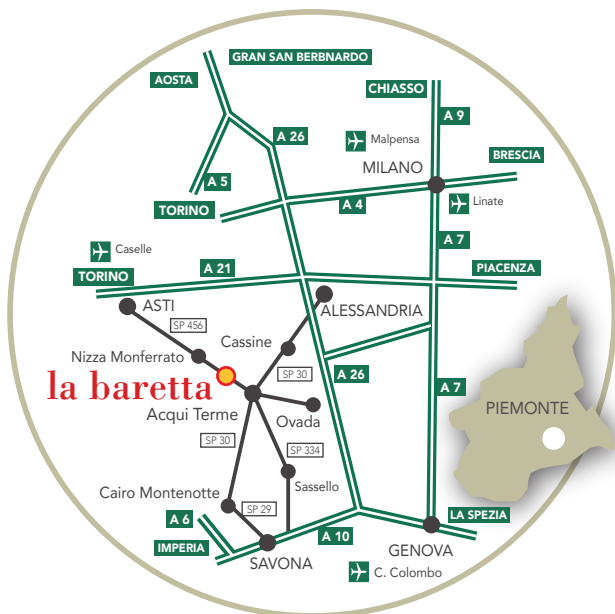 GRAN SAN BERBNARDO
AOSTA
CHIASSO
A 9
A 26
Malpensa
MILANO
BRESCIA
A 5
A 4
Linate
TORINO
A 7
Caselle
A 21
PIACENZA
TORINO
ASTI
ALESSANDRIA
SP 456
Cassine
Nizza Monferrato
SP 30
A 26
A 7
la baretta
PIEMONTE
Acqui Terme
Ovada
SP 30
SP 334
Sassello
Cairo Montenotte
SP 29
A 6
LA SPEZIA
A 10
IMPERIA
GENOVA
SAVONA
C. Colombo